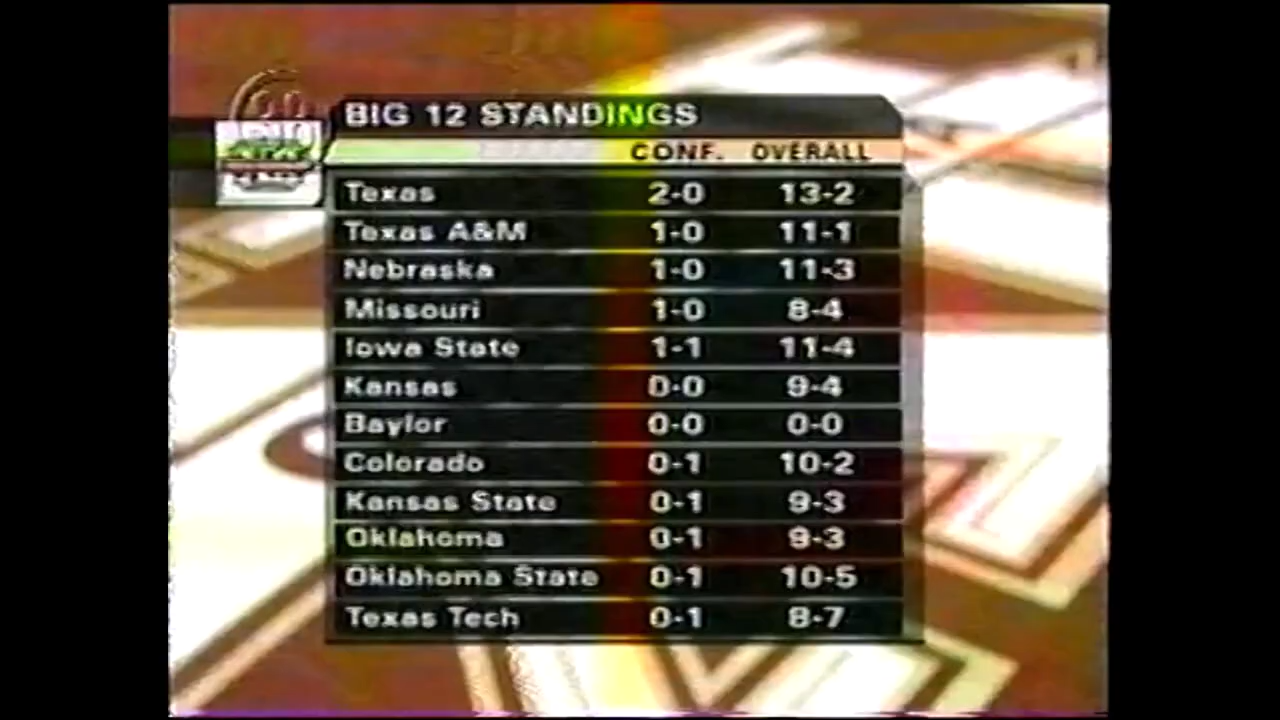 BIG 12 STANDINGS
CONF. OVERALL
Texas 2-0 13-2
Texas A&M 1-0 11-1
Nebraska 1-0 11-3
Missouri 1-0 8-4
Iowa State 1-1 11-4
Kansas 0-0 9-4
Baylor 0-0 0-0
Colorado 0-1 10-2
Kansas State 0-1 9-3
Oklahoma 0-1 9-3
Oklahoma State 0-1 10-5
Texas Tech 0-1 8-7